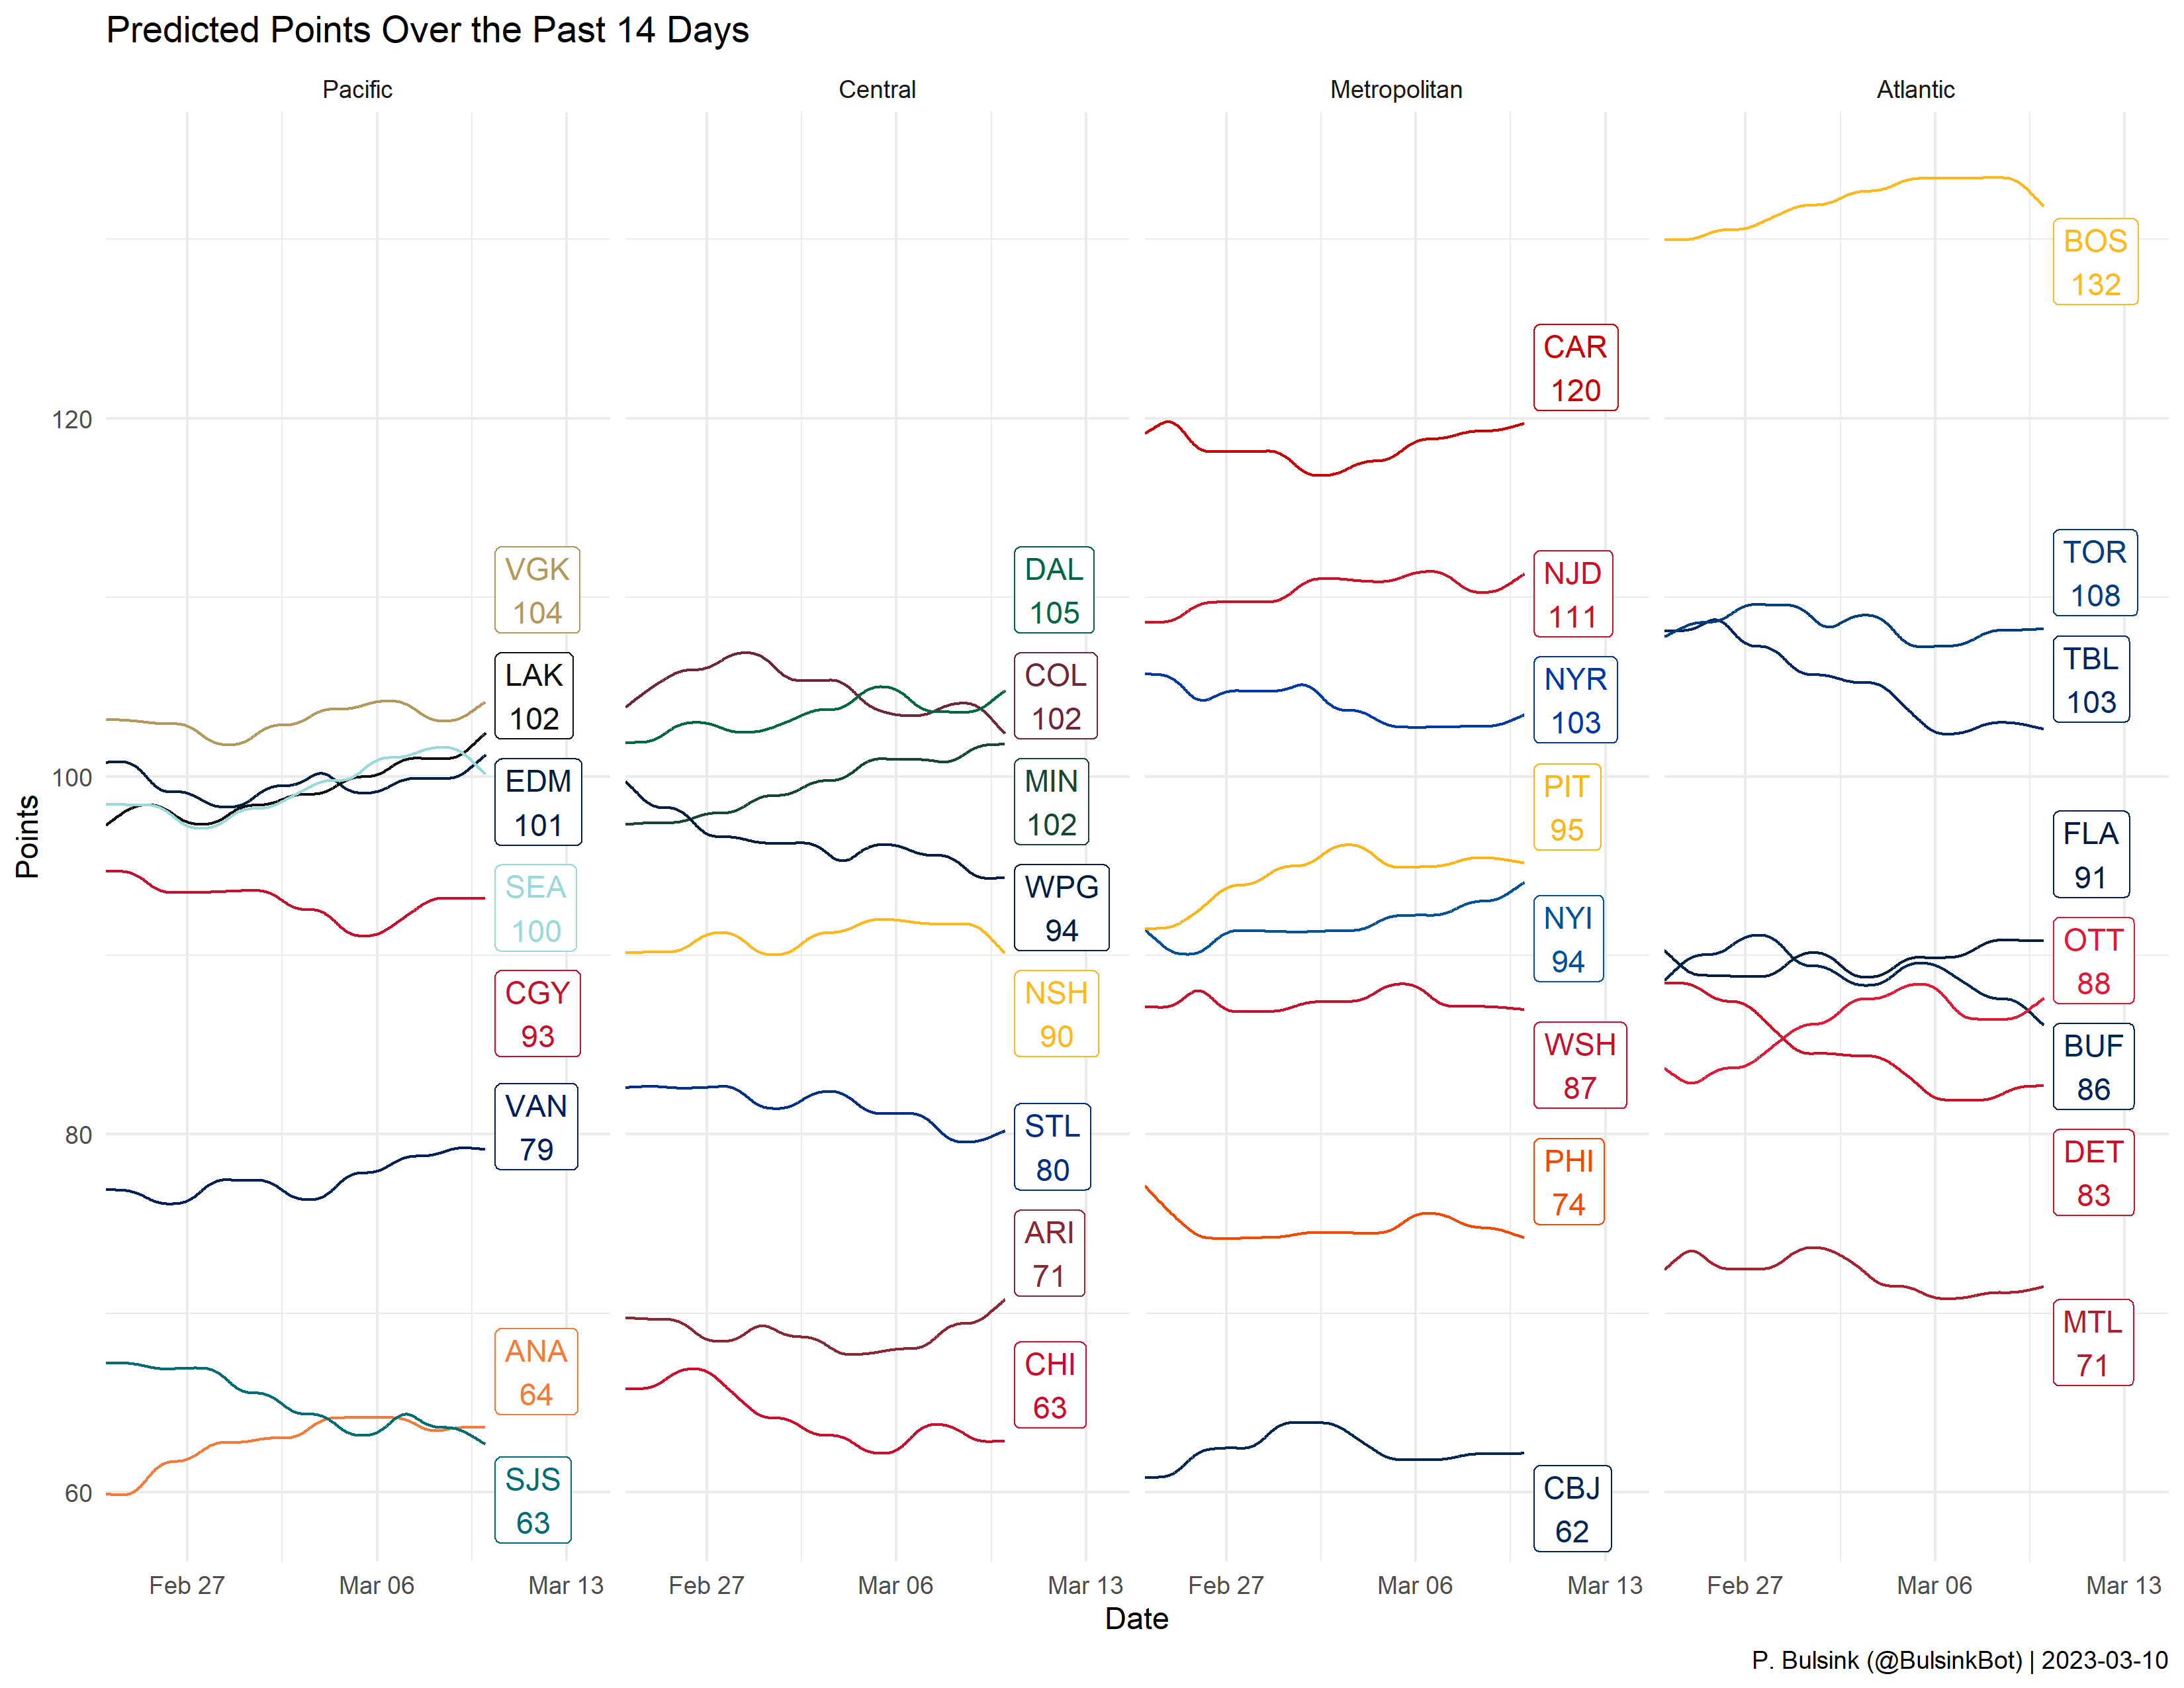 Predicted Points Over the Past 14 Days
Pacific
Central
Metropolitan
Atlantic
Points
120
100
80
60
VGK
104
LAK
102
EDM
101
SEA
100
CGY
93
VAN
79
ANA
64
SJS
63
DAL
105
COL
102
MIN
102
WPG
94
NSH
90
STL
80
ARI
71
CHI
63
CAR
120
NJD
111
NYR
103
PIT
95
NYI
94
WSH
87
PHI
74
CBJ
62
BOS
132
TOR
108
TBL
103
FLA
91
OTT
88
BUF
86
DET
83
MTL
71
Feb 27 Mar 06 Mar 13
Feb 27 Mar 06 Mar 13
Feb 27 Mar 06 Mar 13
Feb 27 Mar 06 Mar 13
Date
P. Bulsink (@BulsinkBot) | 2023-03-10